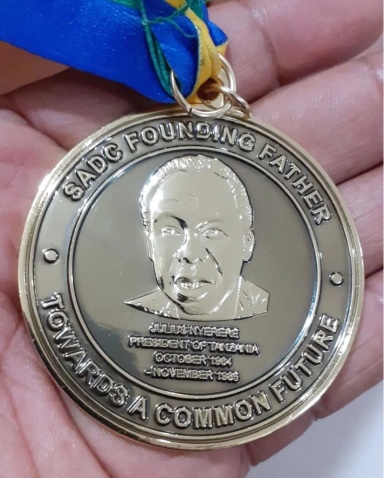 SADC FOUNDING FATHER
JULIUS NYERERE
PRESIDENT OF TANZANIA
OCTOBER 1964
–NOVEMBER 1985
TOWARDS A COMMON FUTURE